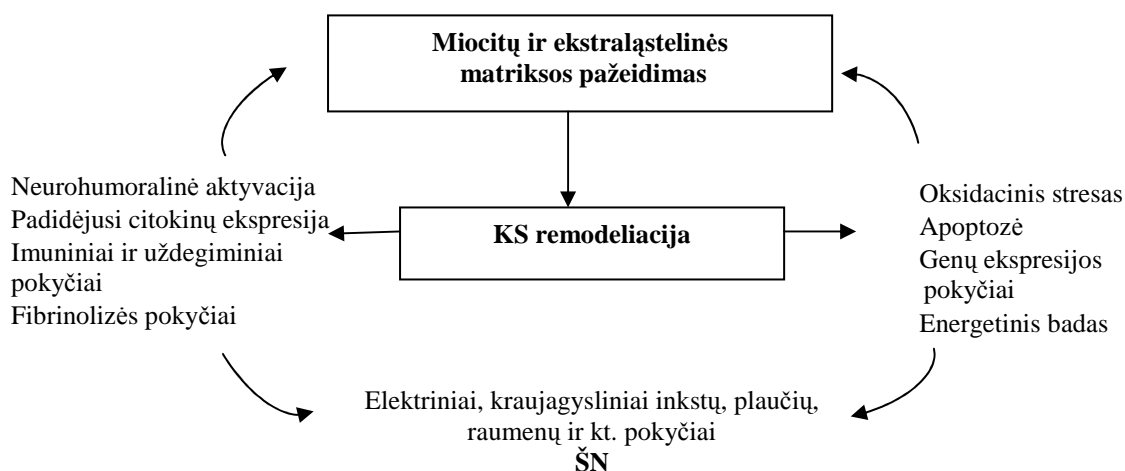 Miocitų ir ekstraląstelinės
matriksos pažeidimas
Neurohumoralinė aktyvacija
Padidėjusi citokinų ekspresija
Imuniniai ir uždegiminiai
pokyčiai
Fibrinolizės pokyčiai
KS remodeliacija
Oksidacinis stresas
Apoptozė
Genų ekspresijos
pokyčiai
Energetinis badas
Elektriniai, kraujagysliniai inkstų, plaučių,
raumenų ir kt. pokyčiai
ŠN